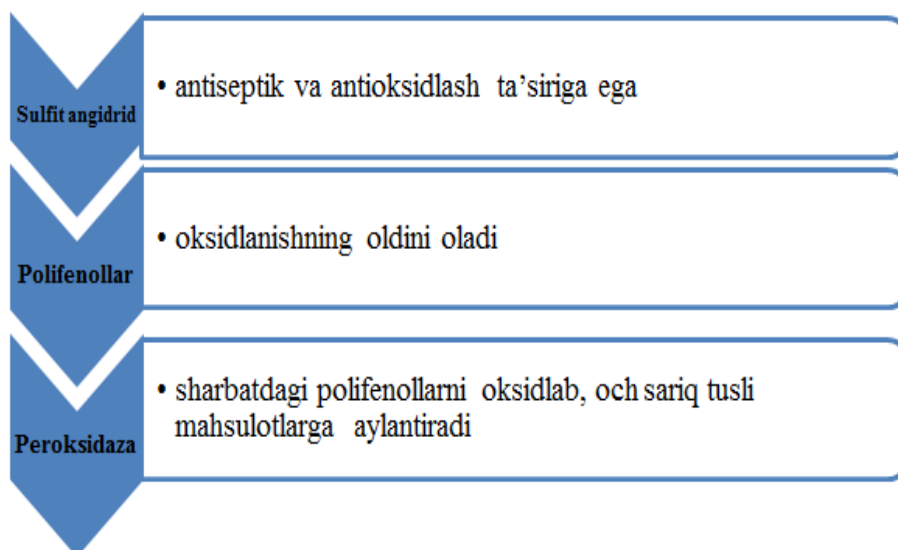 Sulfit angidrid
• antiseptik va antioksidlash ta’siriga ega
Polifenollar
• oksidlanishning oldini oladi
Peroksidaza
• sharbatdagi polifenollarni oksidlab, och sariq tusli
mahsulotlarga aylantiradi